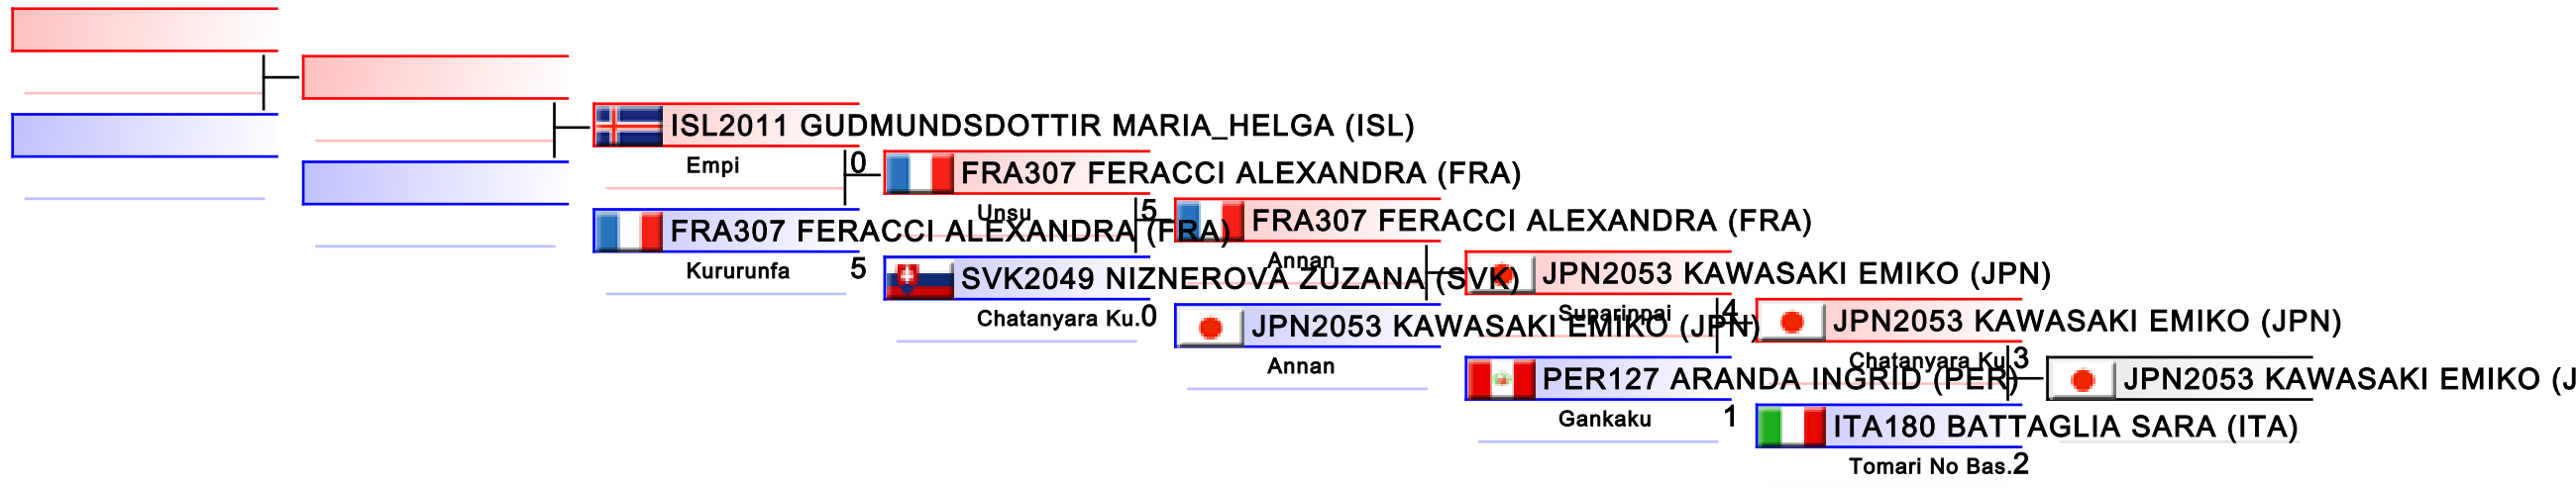 ISL2011 GUDMUNDSDOTTIR MARIA_HELGA (ISL)
Empi 0
FRA307 FERACCI ALEXANDRA (FRA)
Kururunfa 5
FRA307 FERACCI ALEXANDRA (FRA)
Unsu 5
SVK2049 NIZNEROVA ZUZANA (SVK)
Chatanyara Ku. 0
FRA307 FERACCI ALEXANDRA (FRA)
Annan
JPN2053 KAWASAKI EMIKO (JPN)
Annan
JPN2053 KAWASAKI EMIKO (JPN)
Suparinpai 4
PER127 ARANDA INGRID (PER)
Gankaku 1
JPN2053 KAWASAKI EMIKO (JPN)
Chatanyara Ku. 3
ITA180 BATTAGLIA SARA (ITA)
Tomari No Bas. 2
JPN2053 KAWASAKI EMIKO (J